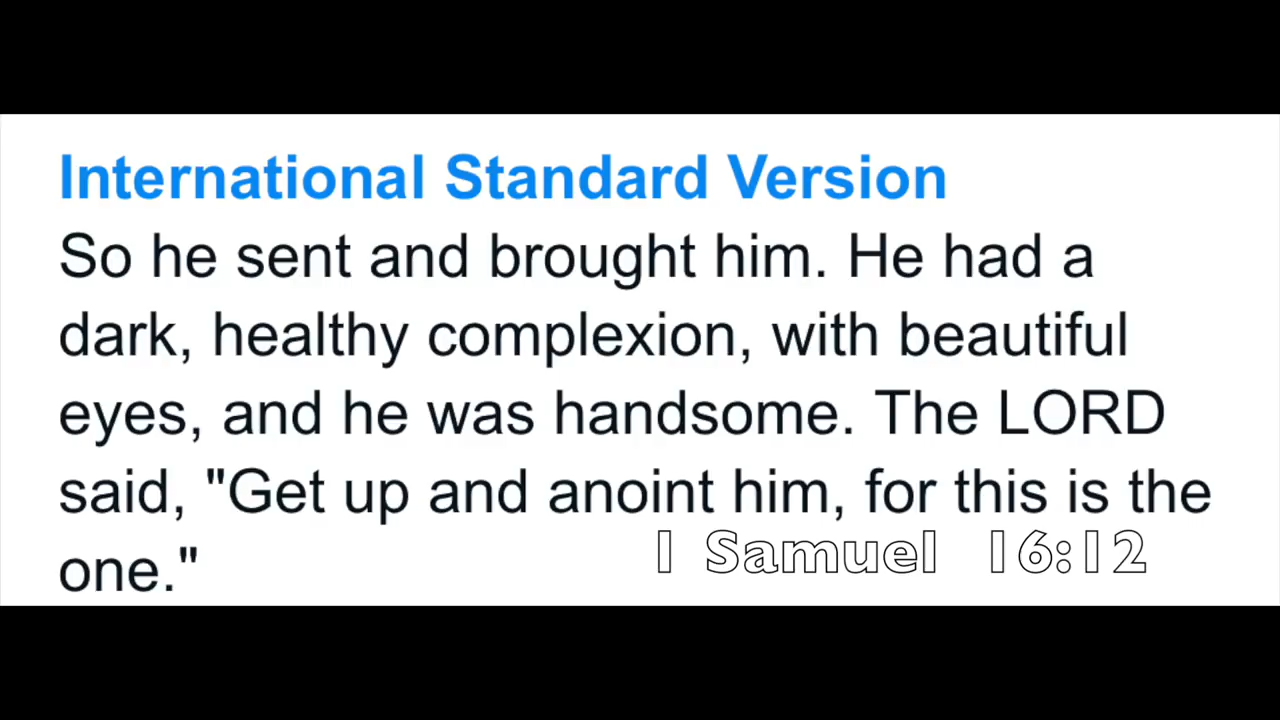 International Standard Version
So he sent and brought him. He had a
dark, healthy complexion, with beautiful
eyes, and he was handsome. The LORD
said, "Get up and anoint him, for this is the
one."
1 Samuel 16:12